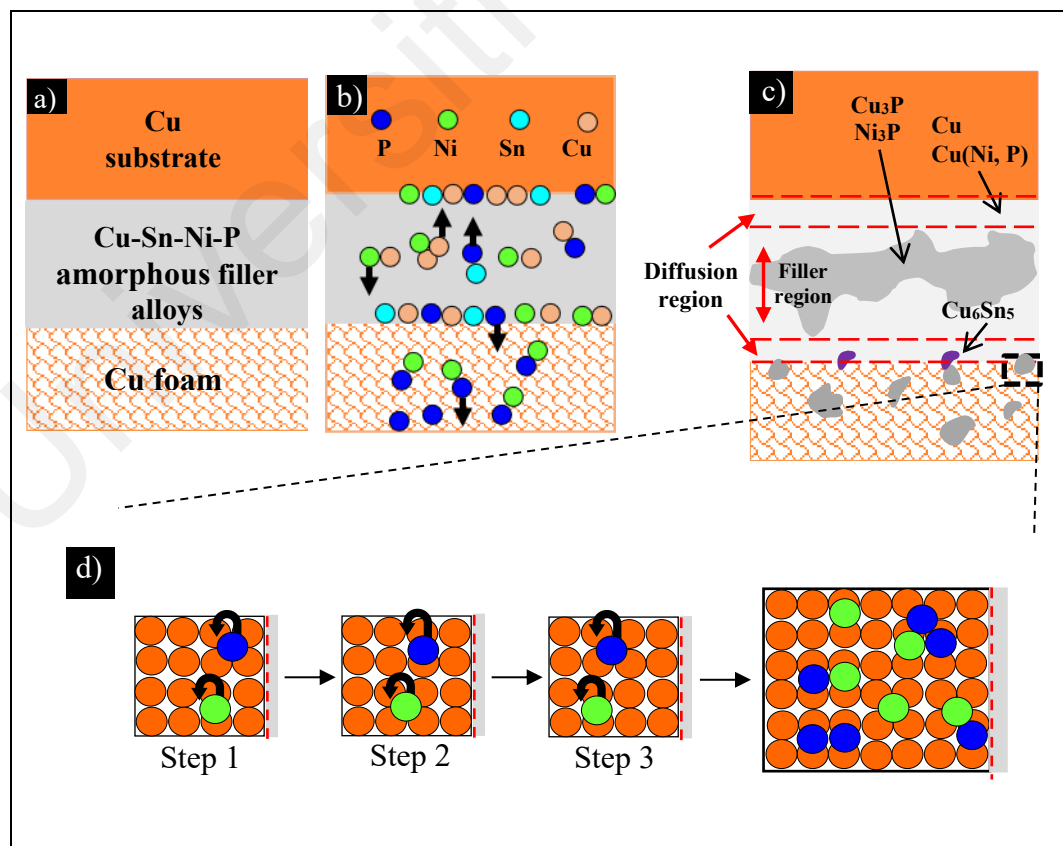 a)
Cu
substrate
Cu-Sn-Ni-P
amorphous filler
alloys
Cu foam
b)
P Ni Sn Cu
c)
Cu₃P
Ni₃P
Cu
Cu(Ni, P)
Diffusion
region
Filler
region
Cu₆Sn₅
d)
Step 1
Step 2
Step 3